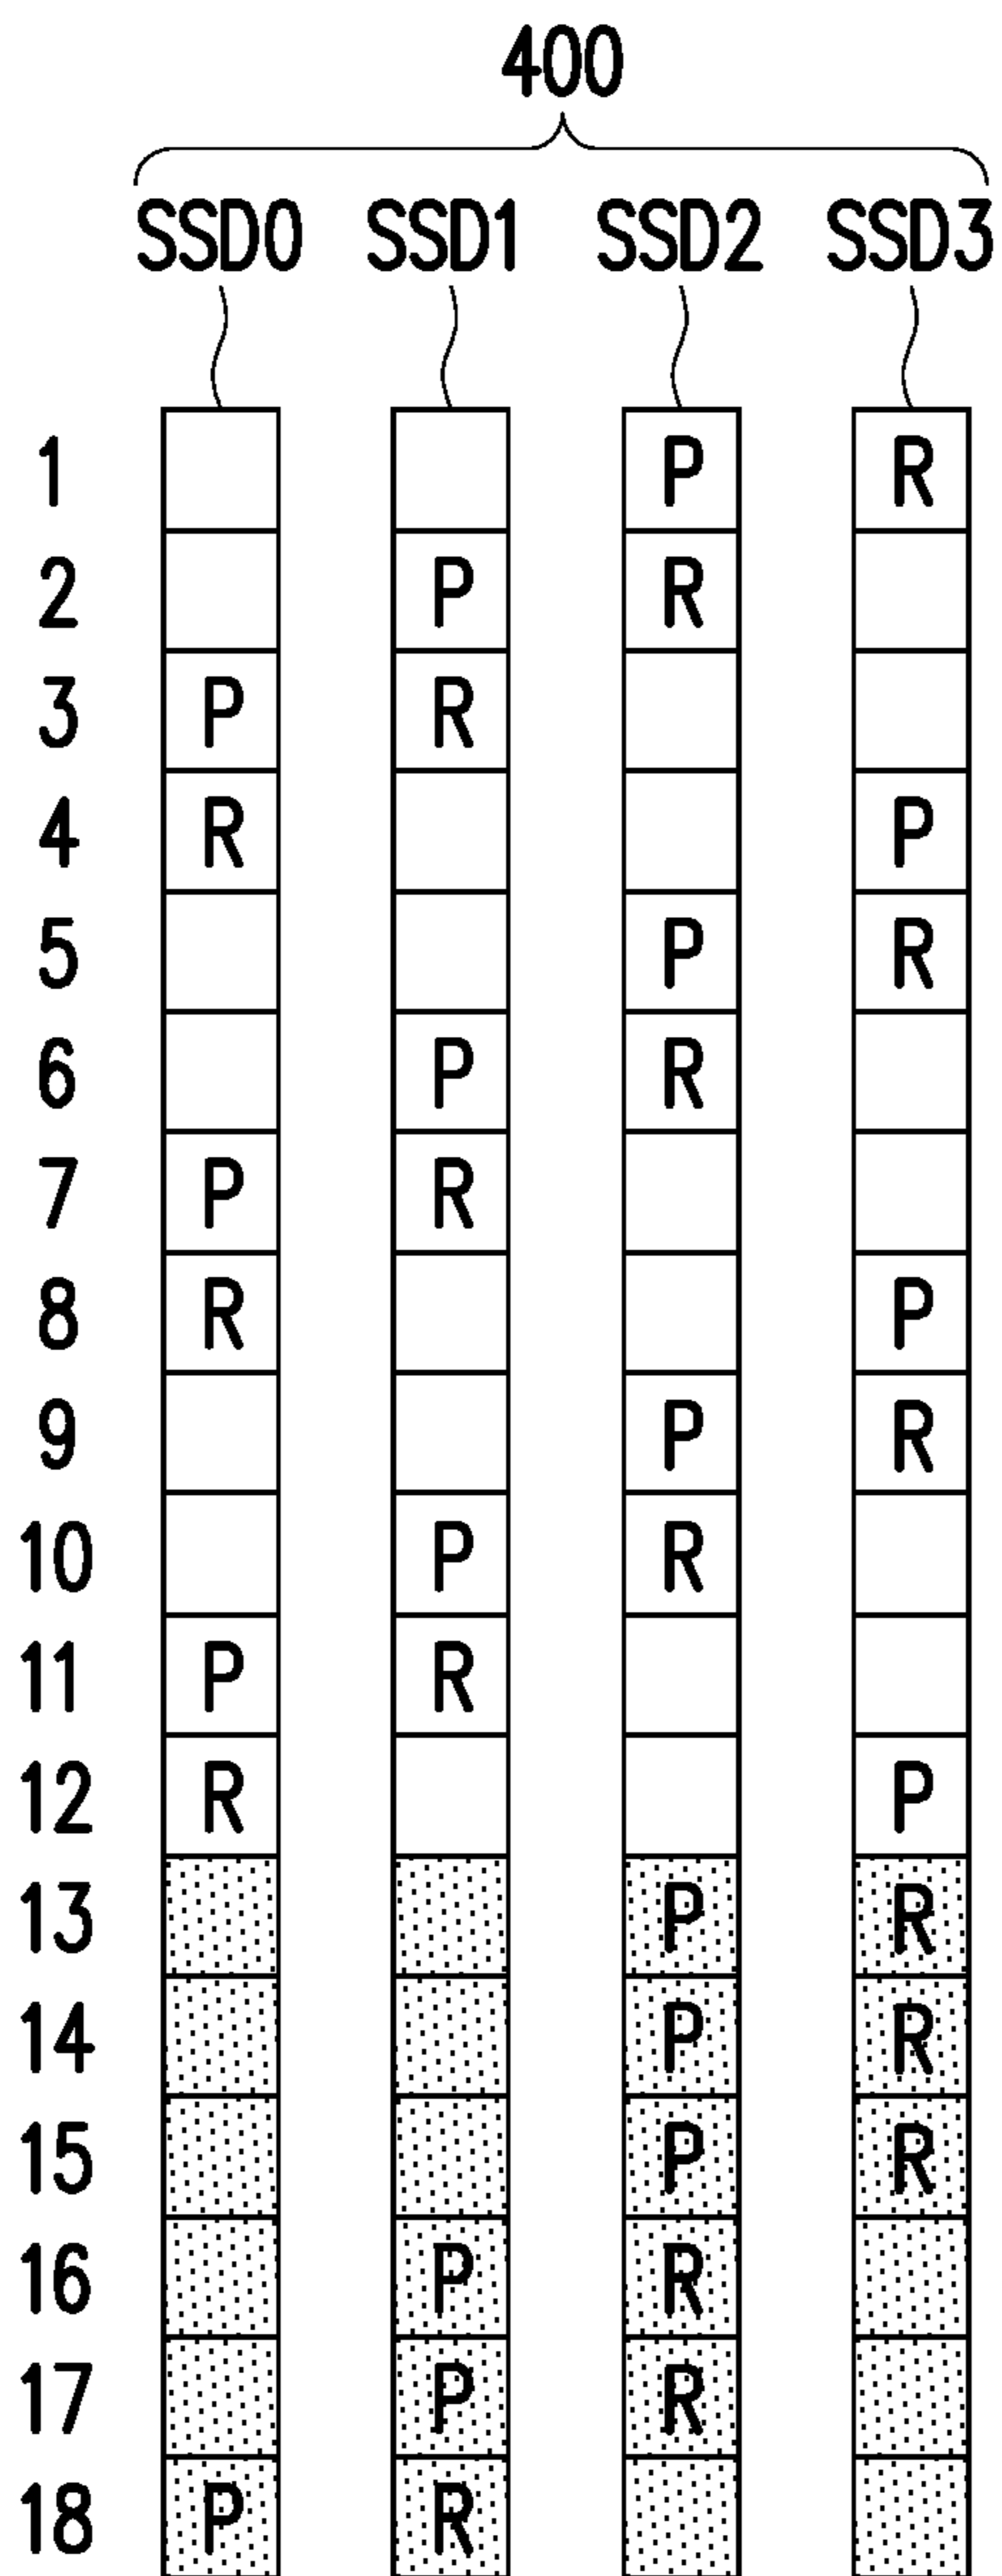 400
SSD0 SSD1 SSD2 SSD3
1 P R
2 P R
3 P R
4 R P
5 P R
6 P R
7 P R
8 R P
9 P R
10 P R
11 P R
12 R P
13 P R
14 P R
15 P R
16 P R
17 P R
18 P R